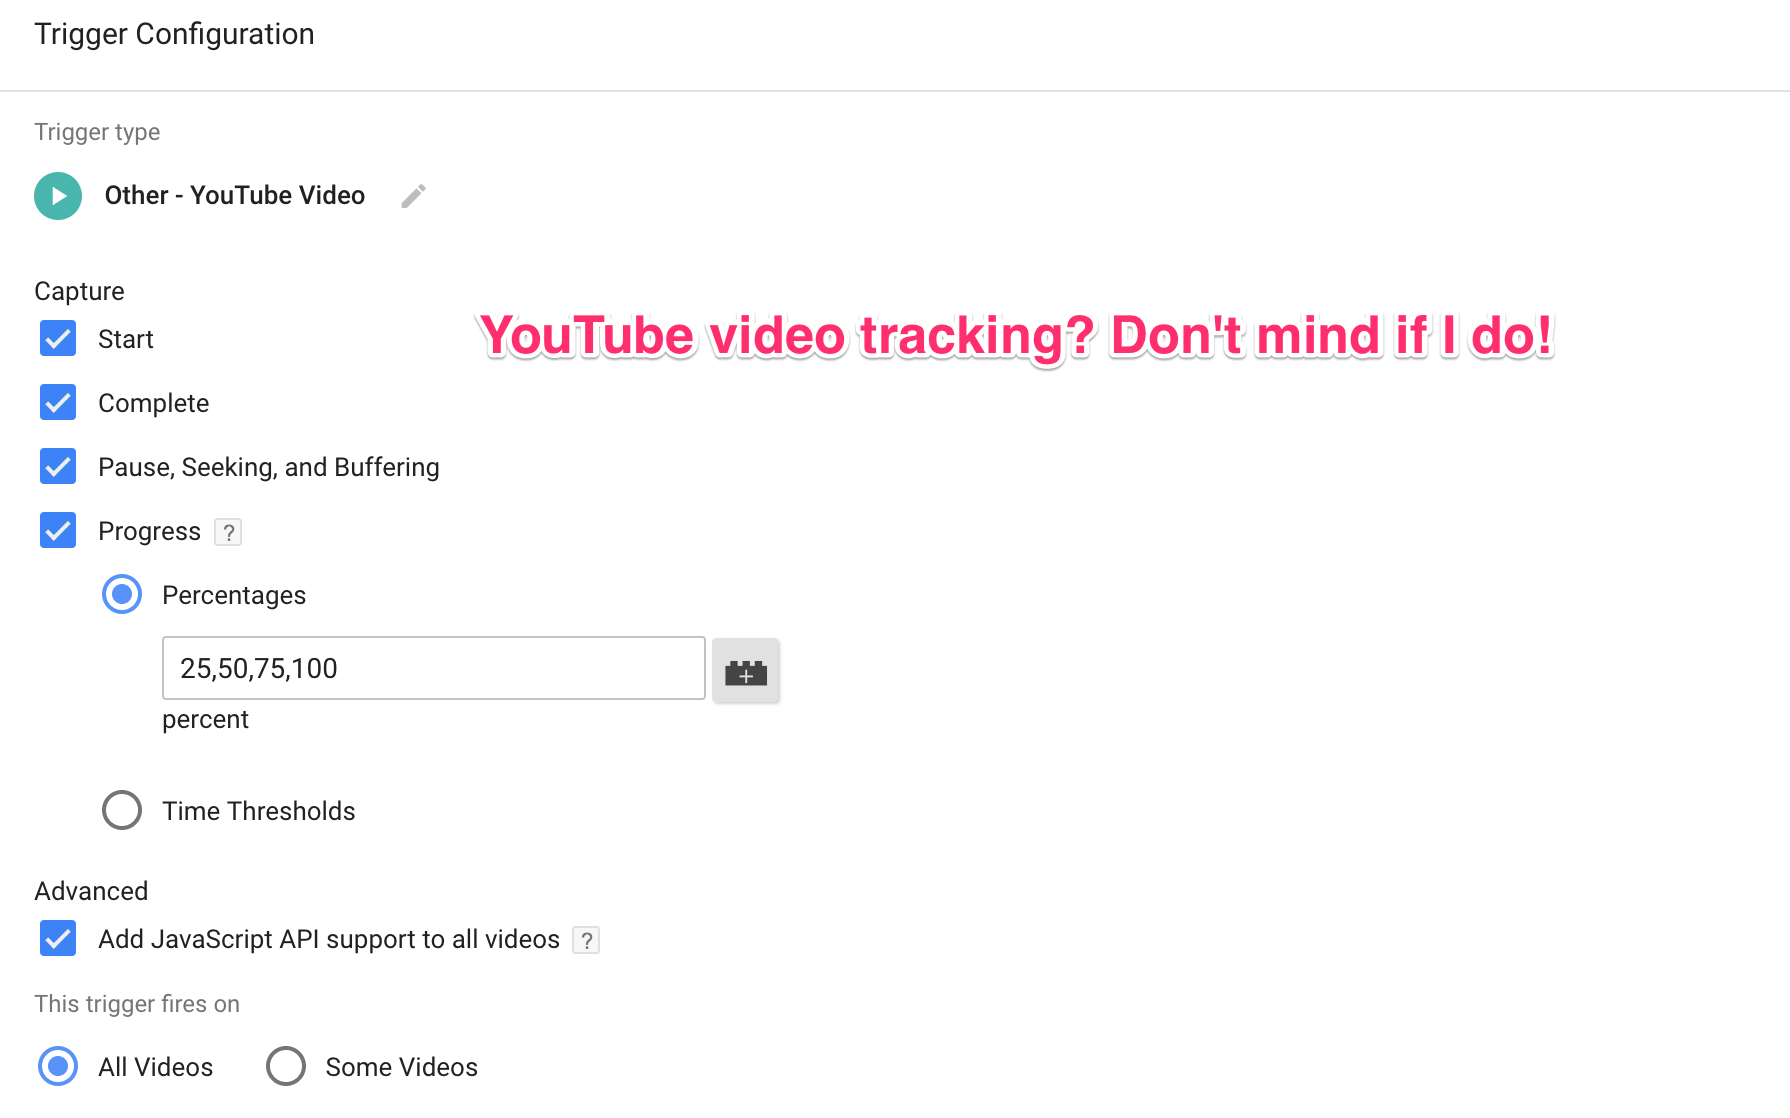 Trigger Configuration
Trigger type
Other - YouTube Video
Capture
Start
YouTube video tracking? Don't mind if I do!
Complete
Pause, Seeking, and Buffering
Progress ?
Percentages
25,50,75,100
percent
Time Thresholds
Advanced
Add JavaScript API support to all videos ?
This trigger fires on
All Videos Some Videos